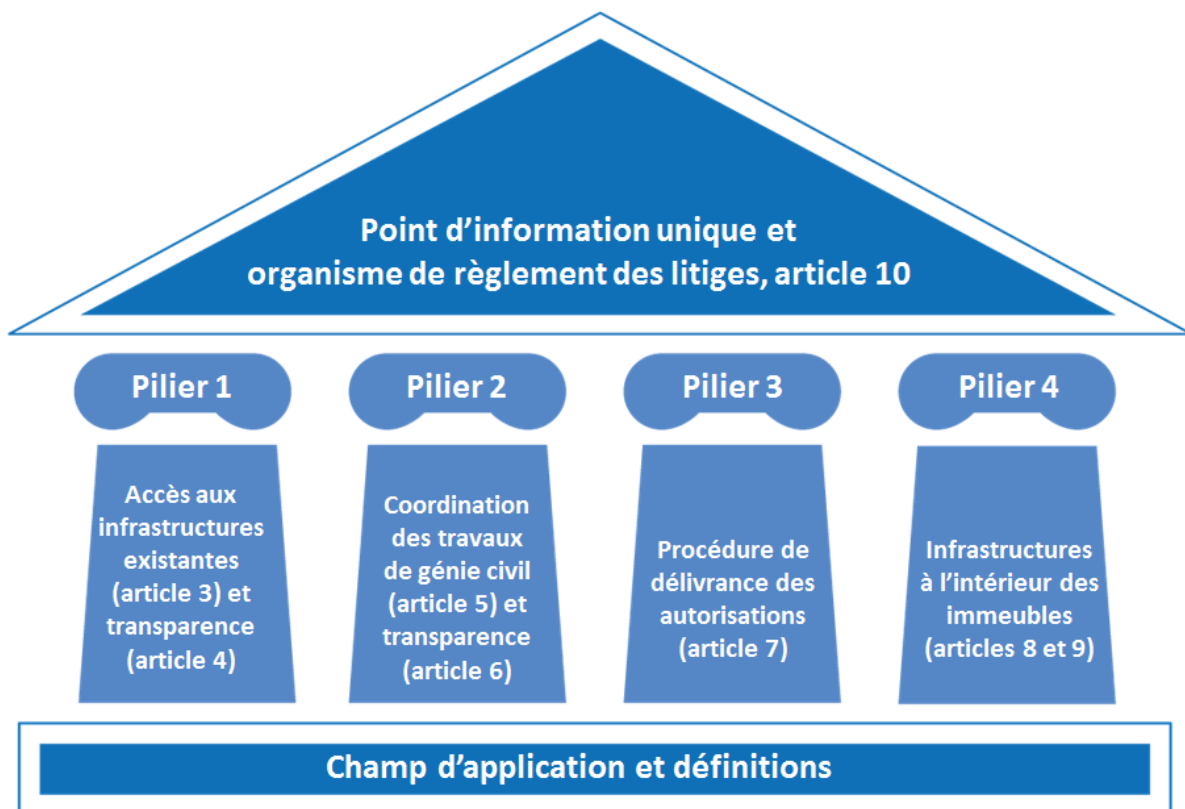 Point d’information unique et
organisme de règlement des litiges, article 10
Pilier 1
Pilier 2
Pilier 3
Pilier 4
Accès aux
infrastructures
existantes
(article 3) et
transparence
(article 4)
Coordination
des travaux
de génie civil
(article 5) et
transparence
(article 6)
Procédure de
délivrance des
autorisations
(article 7)
Infrastructures
à l’intérieur des
immeubles
(articles 8 et 9)
Champ d’application et définitions